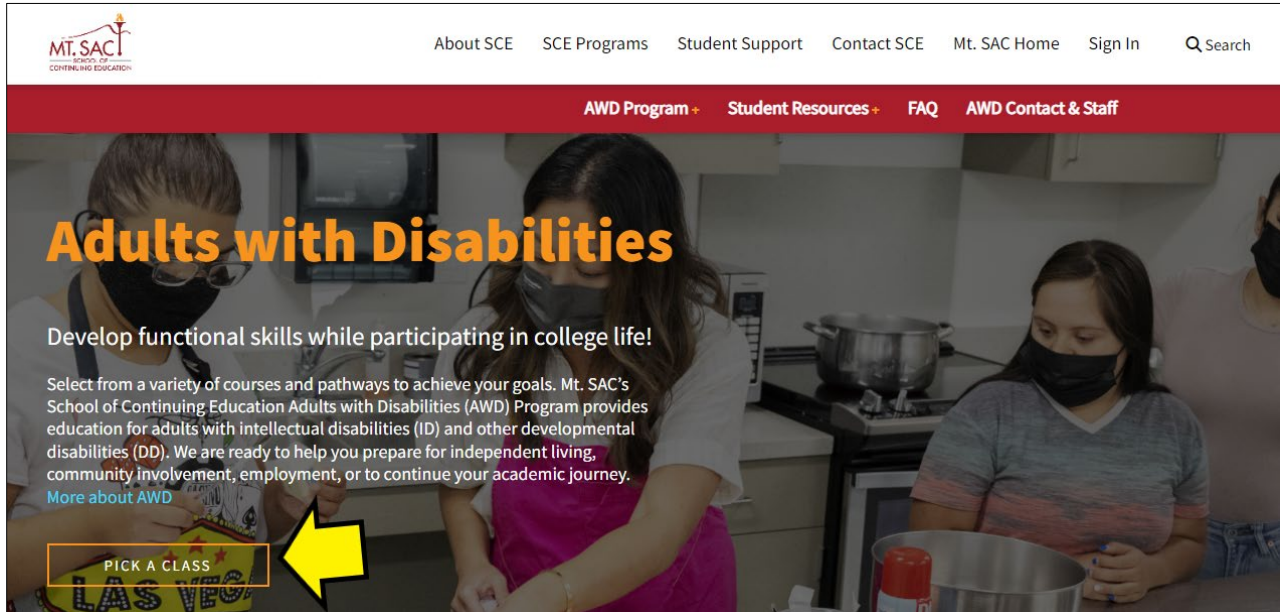 MT. SAC
SCHOOL OF
CONTINUING EDUCATION
About SCE SCE Programs Student Support Contact SCE Mt. SAC Home Sign In Search
AWD Program + Student Resources + FAQ AWD Contact & Staff
Adults with Disabilities
Develop functional skills while participating in college life!
Select from a variety of courses and pathways to achieve your goals. Mt. SAC's
School of Continuing Education Adults with Disabilities (AWD) Program provides
education for adults with intellectual disabilities (ID) and other developmental
disabilities (DD). We are ready to help you prepare for independent living,
community involvement, employment, or to continue your academic journey.
More about AWD
PICK A CLASS
LAS VEGA